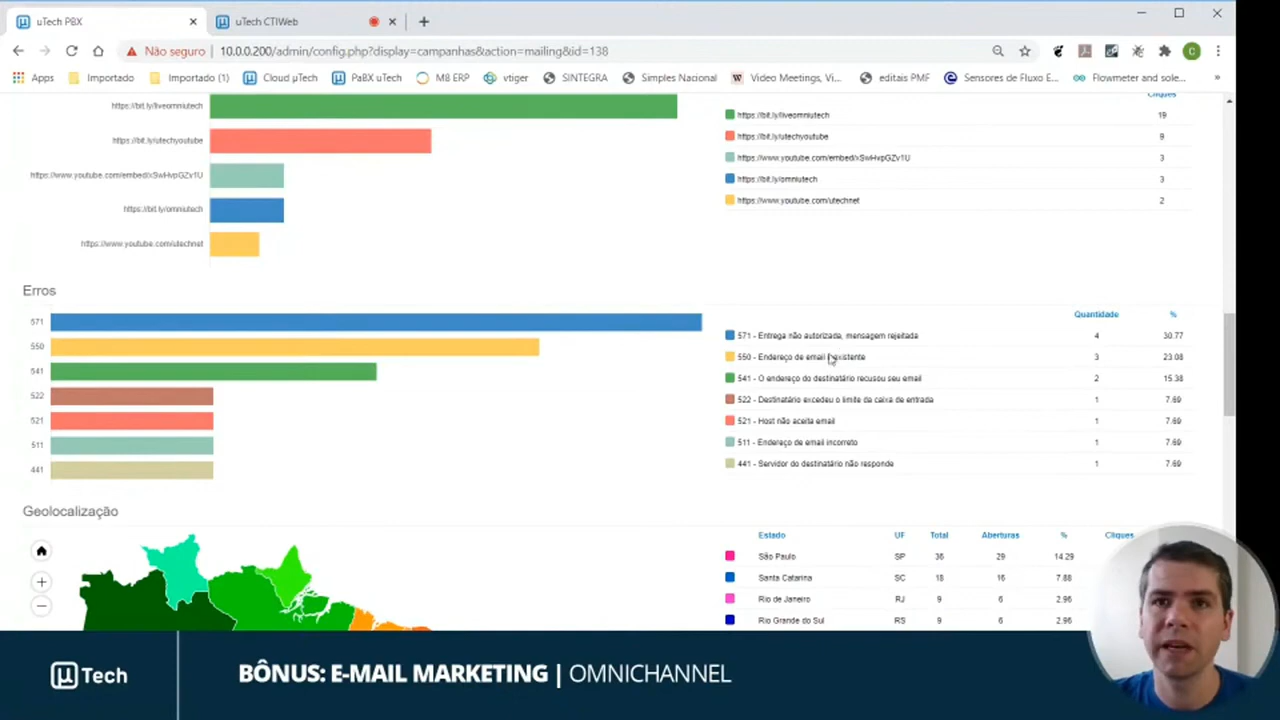 μ uTech PBX
μ uTech CTIWeb
Não seguro | 10.0.0.200/admin/config.php?display=campanhas&action=mailing&id=138
C
Apps Importado Importado (1) Cloud µTech PaBX uTech M8 ERP vtiger SINTEGRA Simples Nacional Video Meetings, Vi... editais PMF Sensores de Fluxo E... Flowmeter and sole... »
Cliques
https://bit.ly/liveomniutech
https://bit.ly/utechyoutube
https://www.youtube.com/embed/xSwHvpGZv1U
https://bit.ly/omniutech
https://www.youtube.com/utechnet
https://bit.ly/liveomniutech 19
https://bit.ly/utechyoutube 9
https://www.youtube.com/embed/xSwHvpGZv1U 3
https://bit.ly/omniutech 3
https://www.youtube.com/utechnet 2
Erros
571
550
541
522
521
511
441
Quantidade %
571 - Entrega não autorizada, mensagem rejeitada 4 30.77
550 - Endereço de email inexistente 3 23.08
541 - O endereço do destinatário recusou seu email 2 15.38
522 - Destinatário excedeu o limite da caixa de entrada 1 7.69
521 - Host não aceita email 1 7.69
511 - Endereço de email incorreto 1 7.69
441 - Servidor do destinatário não responde 1 7.69
Geolocalização
Estado UF Total Aberturas % Cliques
São Paulo SP 36 29 14.29
Santa Catarina SC 18 16 7.88
Rio de Janeiro RJ 9 6 2.96
Rio Grande do Sul RS 9 6 2.96
µ Tech
BÔNUS: E-MAIL MARKETING | OMNICHANNEL